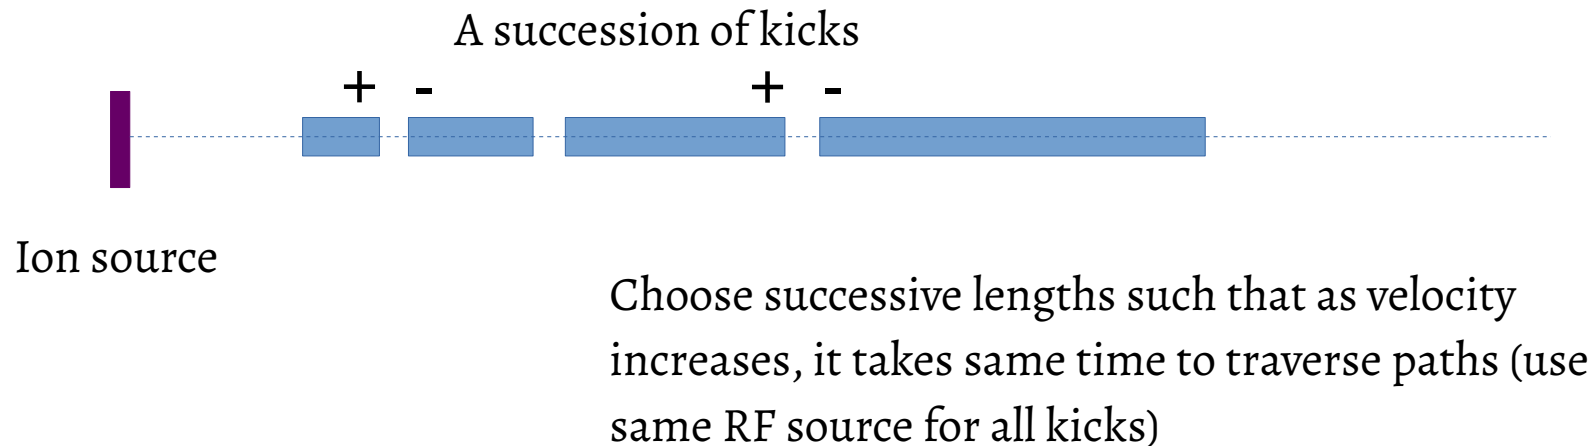 A succession of kicks
+ - + -
Ion source
Choose successive lengths such that as velocity
increases, it takes same time to traverse paths (use
same RF source for all kicks)